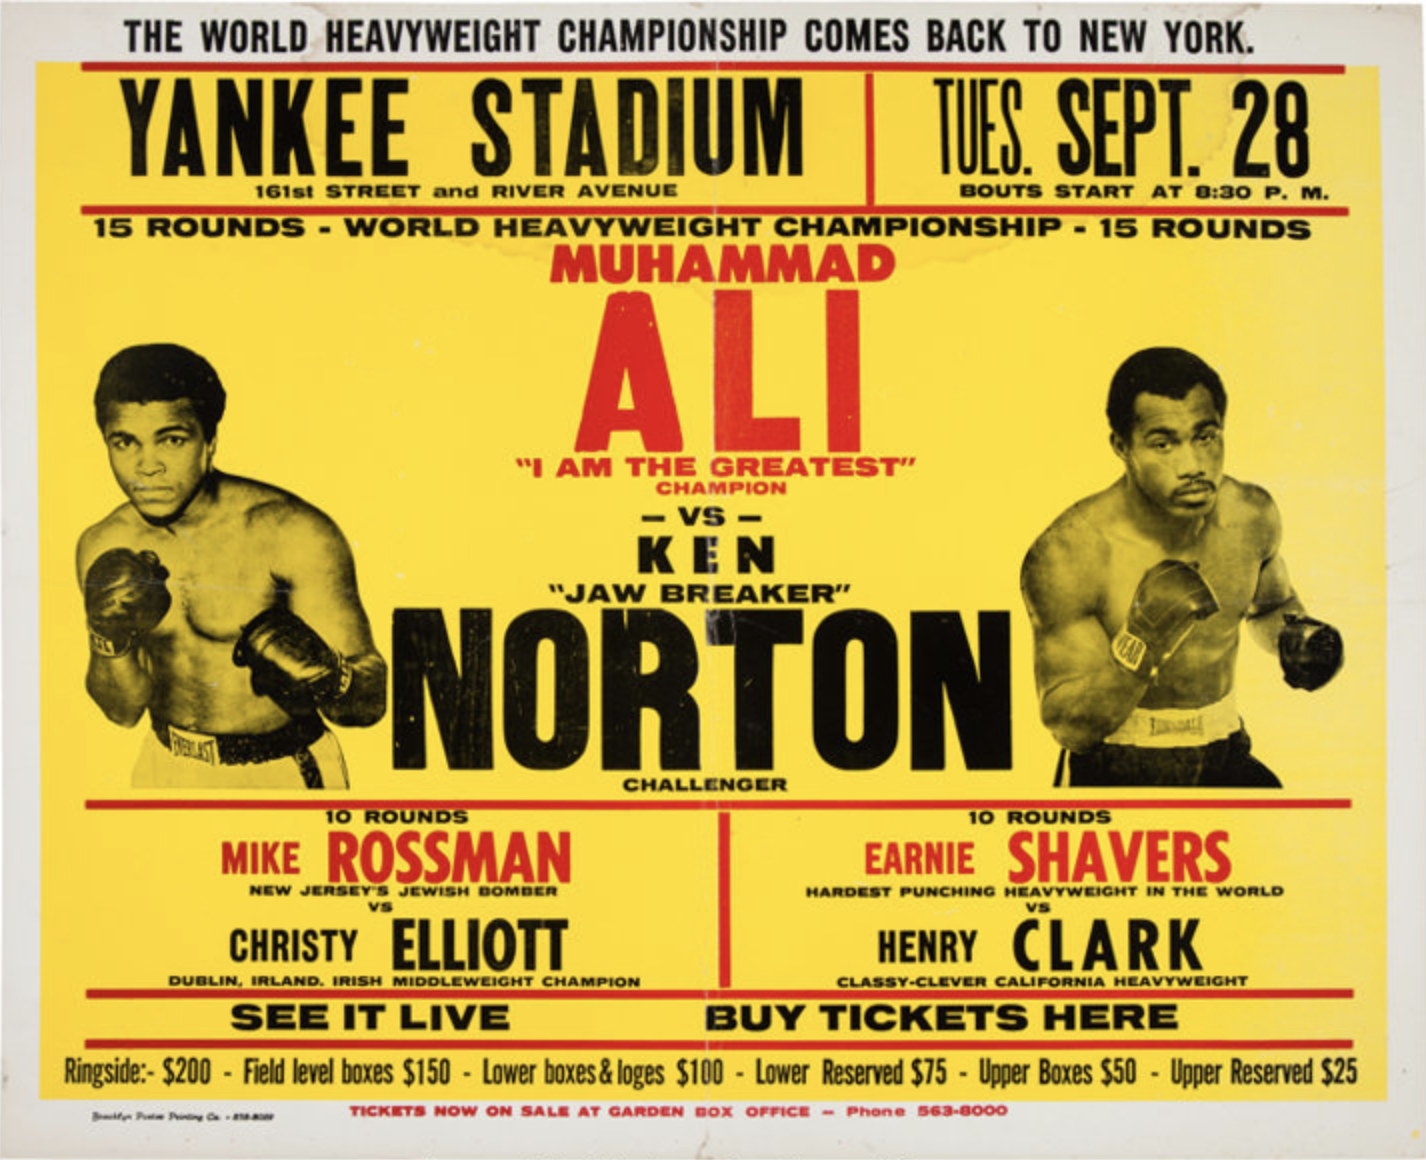 THE WORLD HEAVYWEIGHT CHAMPIONSHIP COMES BACK TO NEW YORK.
YANKEE STADIUM
161st STREET and RIVER AVENUE
TUES. SEPT. 28
BOUTS START AT 8:30 P. M.
15 ROUNDS - WORLD HEAVYWEIGHT CHAMPIONSHIP - 15 ROUNDS
MUHAMMAD
ALI
"I AM THE GREATEST"
CHAMPION
– VS –
KEN
"JAW BREAKER"
NORTON
CHALLENGER
EVERLAST
10 ROUNDS
MIKE ROSSMAN
NEW JERSEY'S JEWISH BOMBER
VS
CHRISTY ELLIOTT
DUBLIN, IRLAND. IRISH MIDDLEWEIGHT CHAMPION
10 ROUNDS
EARNIE SHAVERS
HARDEST PUNCHING HEAVYWEIGHT IN THE WORLD
VS
HENRY CLARK
CLASSY-CLEVER CALIFORNIA HEAVYWEIGHT
SEE IT LIVE BUY TICKETS HERE
Ringside:- $200 - Field level boxes $150 - Lower boxes & loges $100 - Lower Reserved $75 - Upper Boxes $50 - Upper Reserved $25
TICKETS NOW ON SALE AT GARDEN BOX OFFICE – Phone 563-8000
Brooklyn Poster Printing Co. -